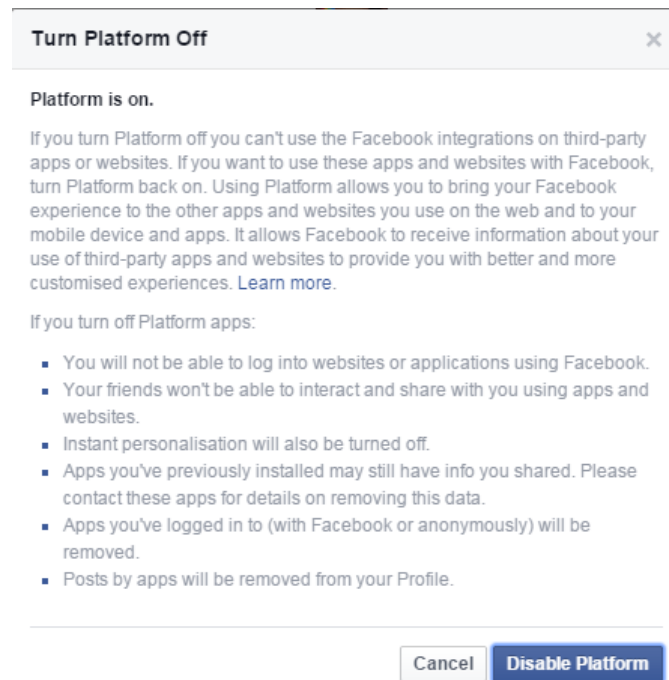 Turn Platform Off
Platform is on.
If you turn Platform off you can't use the Facebook integrations on third-party
apps or websites. If you want to use these apps and websites with Facebook,
turn Platform back on. Using Platform allows you to bring your Facebook
experience to the other apps and websites you use on the web and to your
mobile device and apps. It allows Facebook to receive information about your
use of third-party apps and websites to provide you with better and more
customised experiences. Learn more.
If you turn off Platform apps:
You will not be able to log into websites or applications using Facebook.
Your friends won't be able to interact and share with you using apps and
websites.
Instant personalisation will also be turned off.
Apps you've previously installed may still have info you shared. Please
contact these apps for details on removing this data.
Apps you've logged in to (with Facebook or anonymously) will be
removed.
Posts by apps will be removed from your Profile.
Cancel Disable Platform